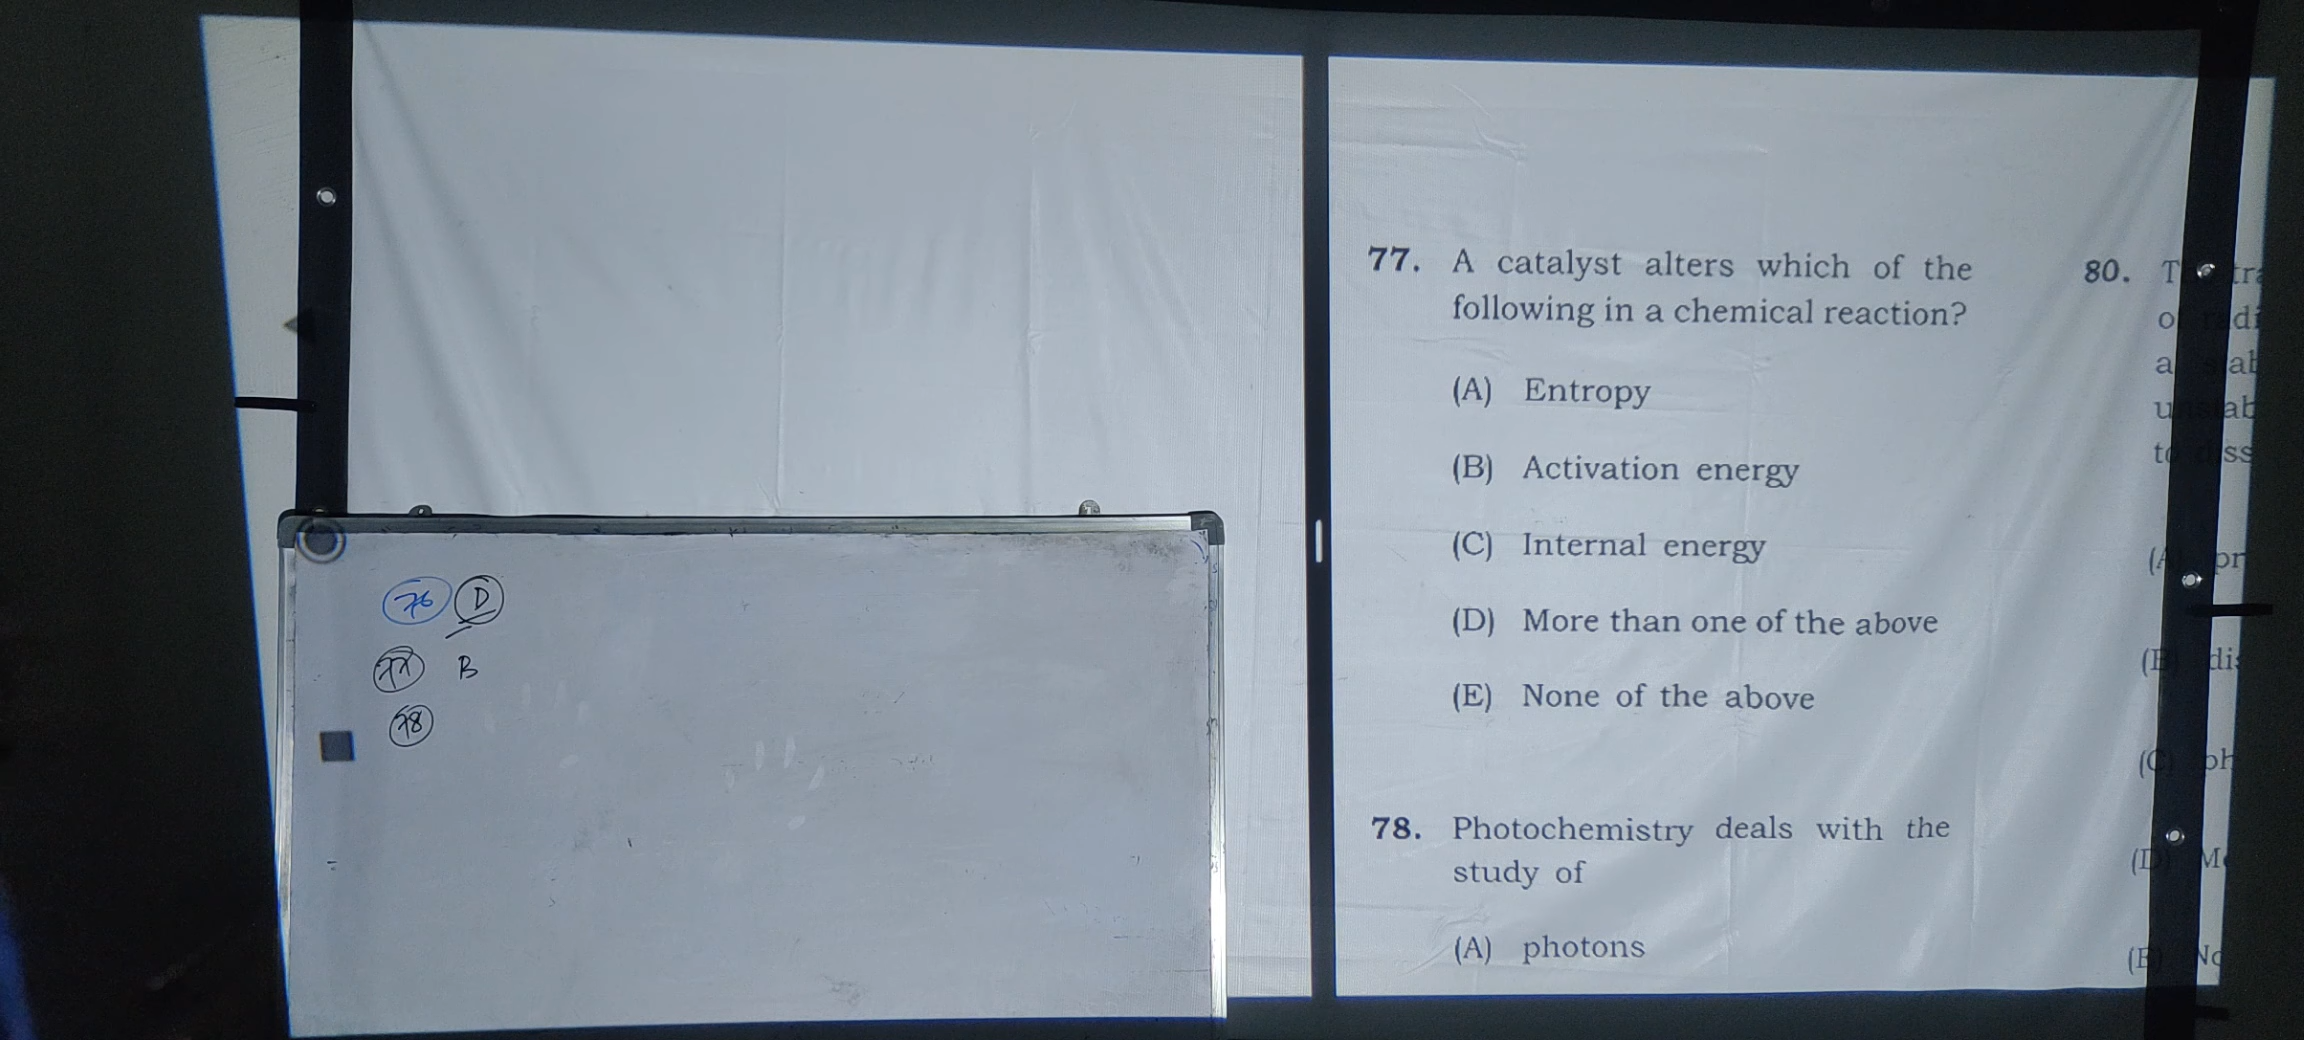 76 D
77 B
78
77. A catalyst alters which of the
following in a chemical reaction?
(A) Entropy
(B) Activation energy
(C) Internal energy
(D) More than one of the above
(E) None of the above
78. Photochemistry deals with the
study of
(A) photons
80.
(A)
(B)
(C)
(D)
(E)